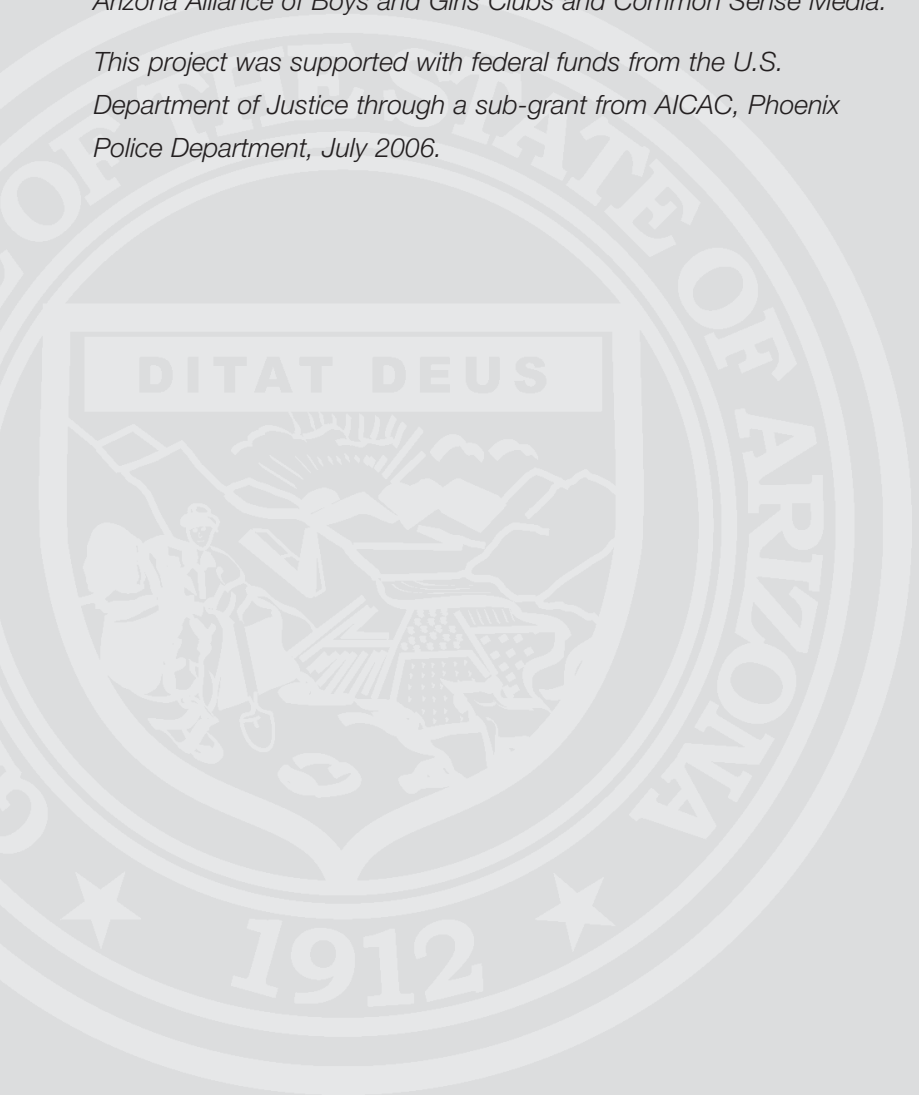 Arizona Alliance of Boys and Girls Clubs and Common Sense Media.
This project was supported with federal funds from the U.S.
Department of Justice through a sub-grant from AICAC, Phoenix
Police Department, July 2006.
OF THE STATE OF ARIZONA
DITAT DEUS
1912